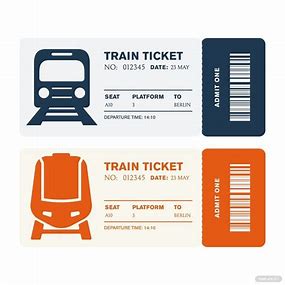 TRAIN TICKET
NO: 012345 DATE: 23 MAY
SEAT PLATFORM TO
A10 3 BERLIN
DEPARTURE TIME: 14:10
ADMIT ONE
TRAIN TICKET
NO: 012345 DATE: 23 MAY
SEAT PLATFORM TO
A10 3 BERLIN
DEPARTURE TIME: 14:10
ADMIT ONE